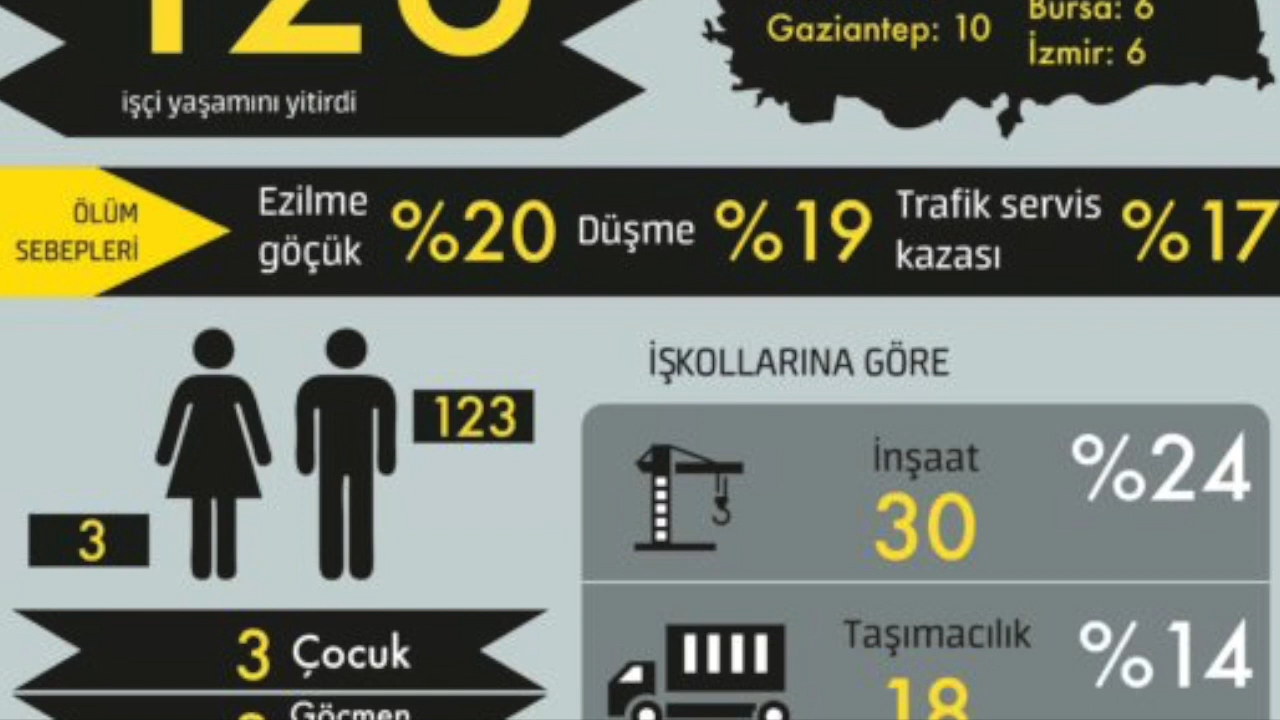 126
işçi yaşamını yitirdi
Gaziantep: 10
Bursa: 6
İzmir: 6
ÖLÜM
SEBEPLERİ
Ezilme
göçük
%20
Düşme
%19
Trafik servis
kazası
%17
123
3
3 Çocuk
Göçmen
İŞKOLLARINA GÖRE
İnşaat
30
%24
Taşımacılık
18
%14